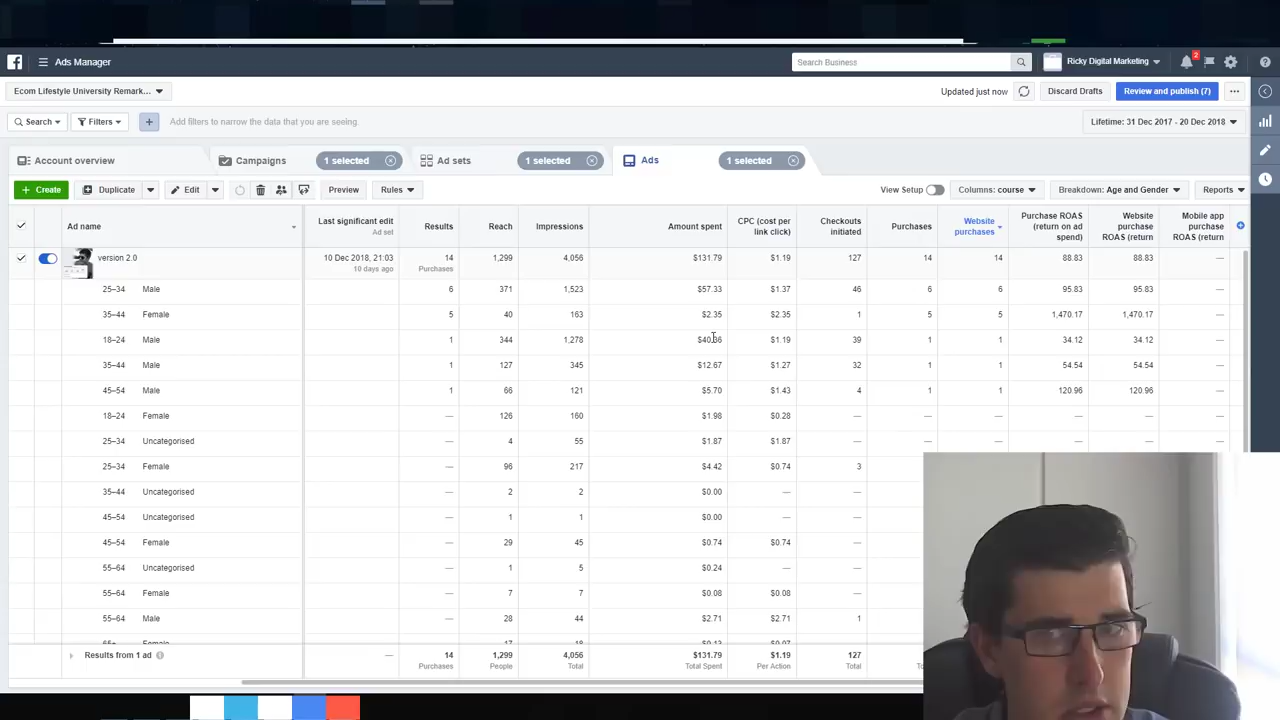 Ads Manager
Search Business
Ricky Digital Marketing
2
Ecom Lifestyle University Remark...
Updated just now
Discard Drafts
Review and publish (7)
Search
Filters
Add filters to narrow the data that you are seeing.
Lifetime: 31 Dec 2017 - 20 Dec 2018
Account overview
Campaigns
1 selected
Ad sets
1 selected
Ads
1 selected
+ Create
Duplicate
Edit
Preview
Rules
View Setup
Columns: course
Breakdown: Age and Gender
Reports
Ad name
Last significant edit
Ad set
Results
Reach
Impressions
Amount spent
CPC (cost per
link click)
Checkouts
initiated
Purchases
Website
purchases
Purchase ROAS
(return on ad
spend)
Website
purchase
ROAS (return
Mobile app
purchase
ROAS (return
version 2.0 10 Dec 2018, 21:03 14 1,299 4,056 $131.79 $1.19 127 14 14 88.83 88.83 —
10 days ago Purchases
25–34 Male 6 371 1,523 $57.33 $1.37 46 6 6 95.83 95.83 —
35–44 Female 5 40 163 $2.35 $2.35 1 5 5 1,470.17 1,470.17 —
18–24 Male 1 344 1,278 $1.19 39 1 1 34.12 34.12 —
35–44 Male 1 127 345 $12.67 $1.27 32 1 1 54.54 54.54 —
45–54 Male 1 66 121 $5.70 $1.43 4 1 1 120.96 120.96 —
18–24 Female — 126 160 $1.98 $0.28 — — — — — —
25–34 Uncategorised — 4 55 $1.87 $1.87 — — — — — —
25–34 Female — 96 217 $4.42 $0.74 3
35–44 Uncategorised — 2 2 $0.00 — —
45–54 Uncategorised — 1 1 $0.00 — —
45–54 Female — 29 45 $0.74 $0.74 —
55–64 Uncategorised — 1 5 $0.24 — —
55–64 Female — 7 7 $0.08 $0.08 —
55–64 Male — 28 44 $2.71 $2.71 1
Results from 1 ad — 14 1,299 4,056 $131.79 $1.19 127
Purchases People Total Total Spent Per Action Total